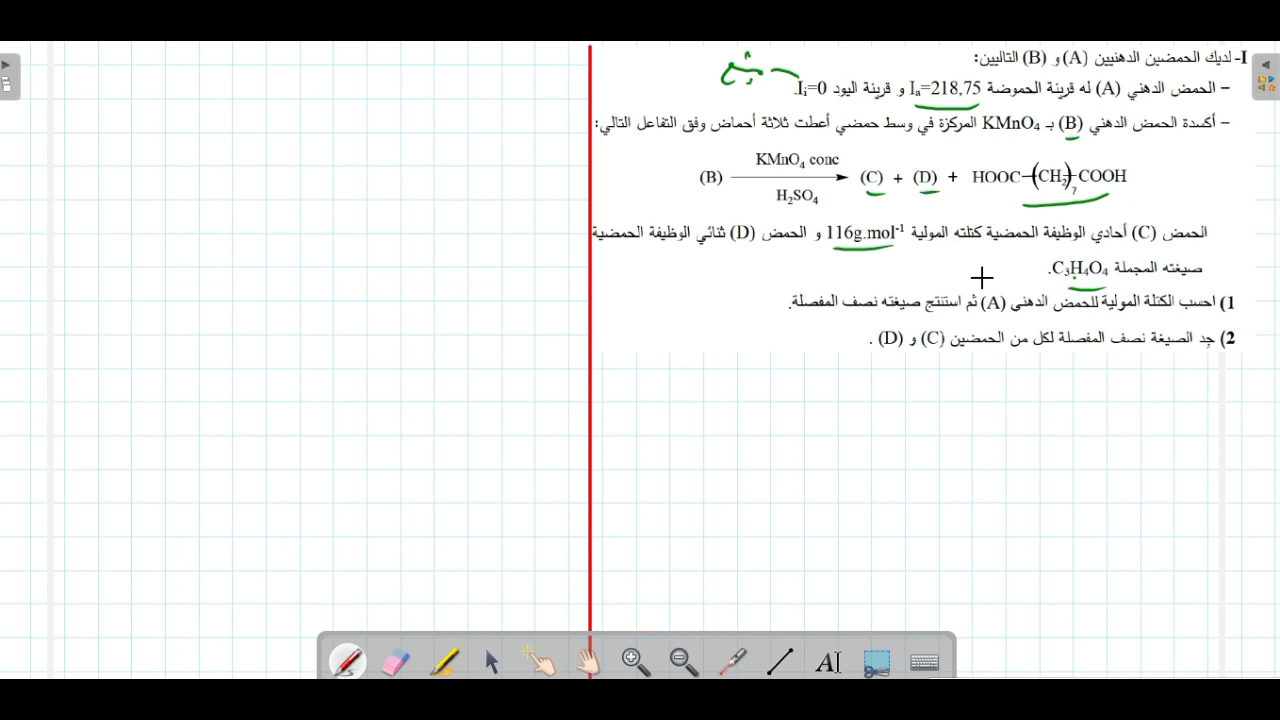 I- لديك الحمضين الدهنيين (A) و (B) التاليين:
– الحمض الدهني (A) له قرينة الحموضة Ia=218,75 و قرينة اليود Ii=0.
مشبع
– أكسدة الحمض الدهني (B) بـ KMnO4 المركزة في وسط حمضي أعطت ثلاثة أحماض وفق التفاعل التالي:
(B) KMnO4 conc H2SO4 (C) + (D) + HOOC-(CH2)7-COOH
الحمض (C) أحادي الوظيفة الحمضية كتلته المولية 116g.mol-1 و الحمض (D) ثنائي الوظيفة الحمضية
صيغته المجملة C3H4O4.
1) احسب الكتلة المولية للحمض الدهني (A) ثم استنتج صيغته نصف المفصلة.
2) جد الصيغة نصف المفصلة لكل من الحمضين (C) و (D) .